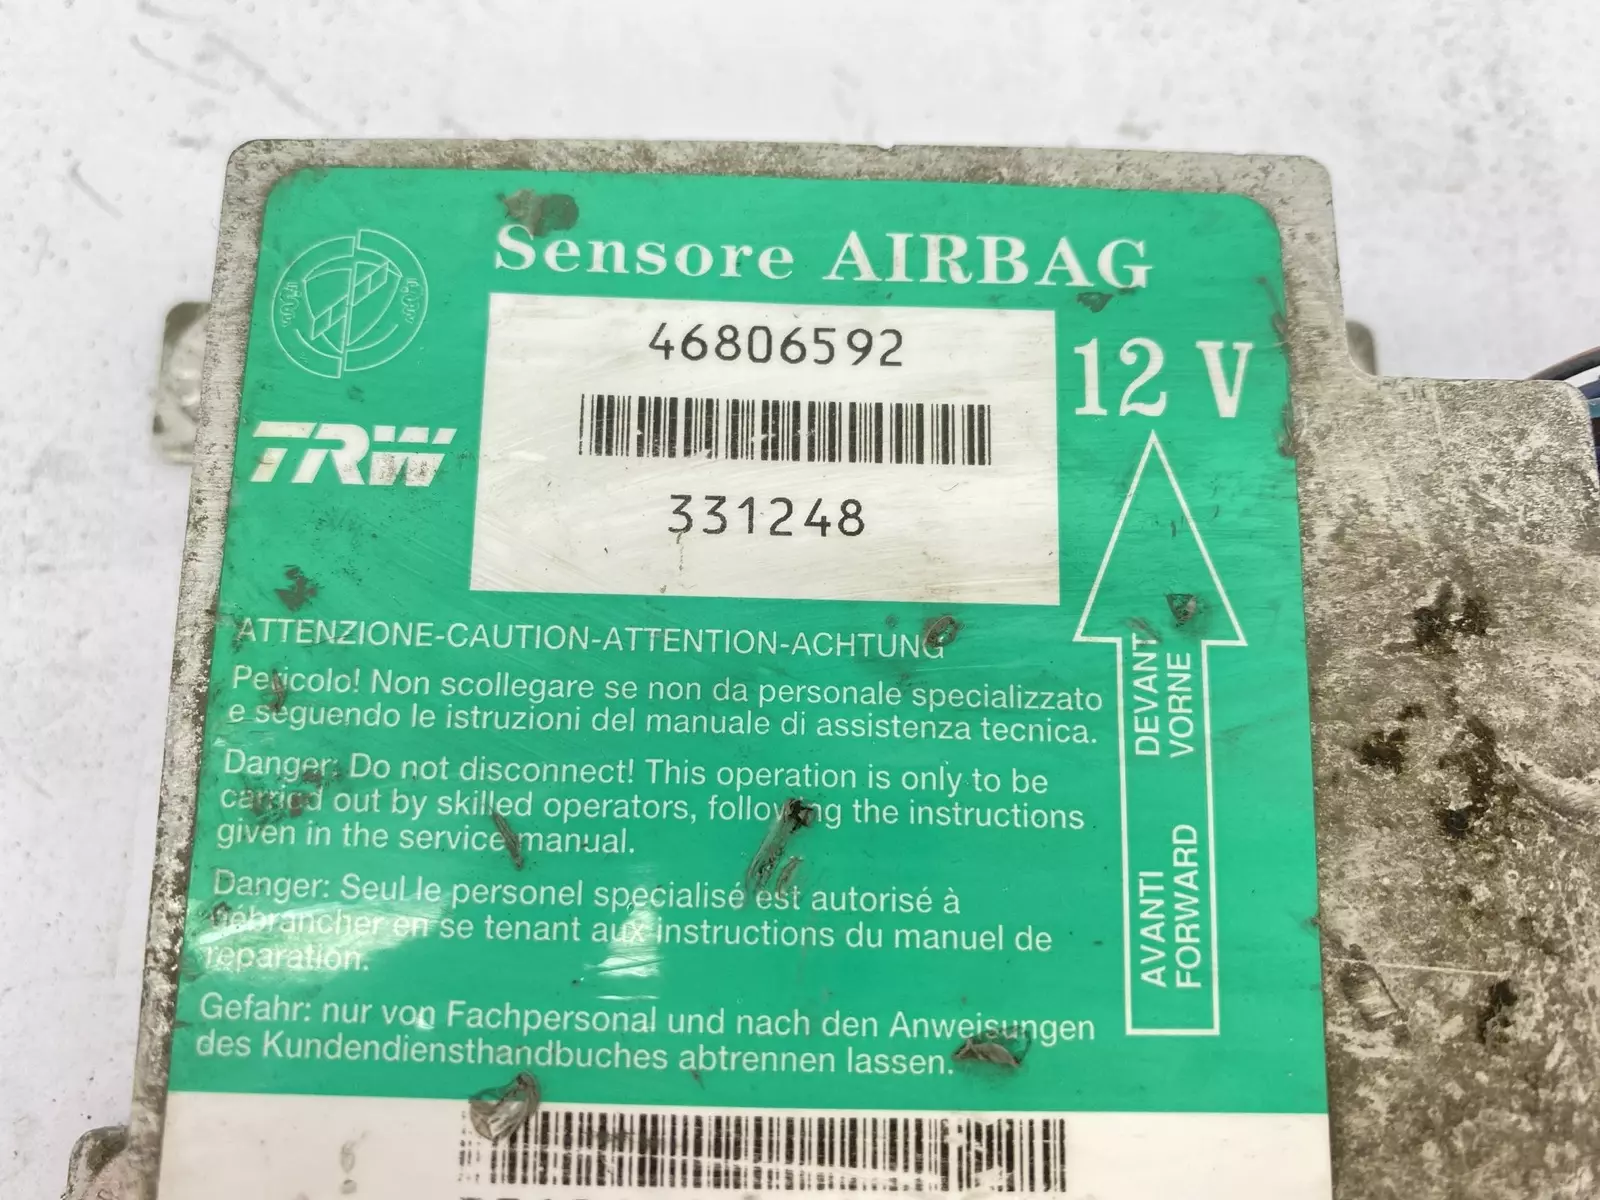 Sensore AIRBAG
46806592
12 V
TRW
331248
ATTENZIONE-CAUTION-ATTENTION-ACHTUNG
Pericolo! Non scollegare se non da personale specializzato
e seguendo le istruzioni del manuale di assistenza tecnica.
Danger: Do not disconnect! This operation is only to be
carried out by skilled operators, following the instructions
given in the service manual.
Danger: Seul le personel specialisé est autorisé à
débrancher en se tenant aux instructions du manuel de
reparation.
Gefahr: nur von Fachpersonal und nach den Anweisungen
des Kundendiensthandbuches abtrennen lassen.
DEVANT
VORNE
AVANTI
FORWARD